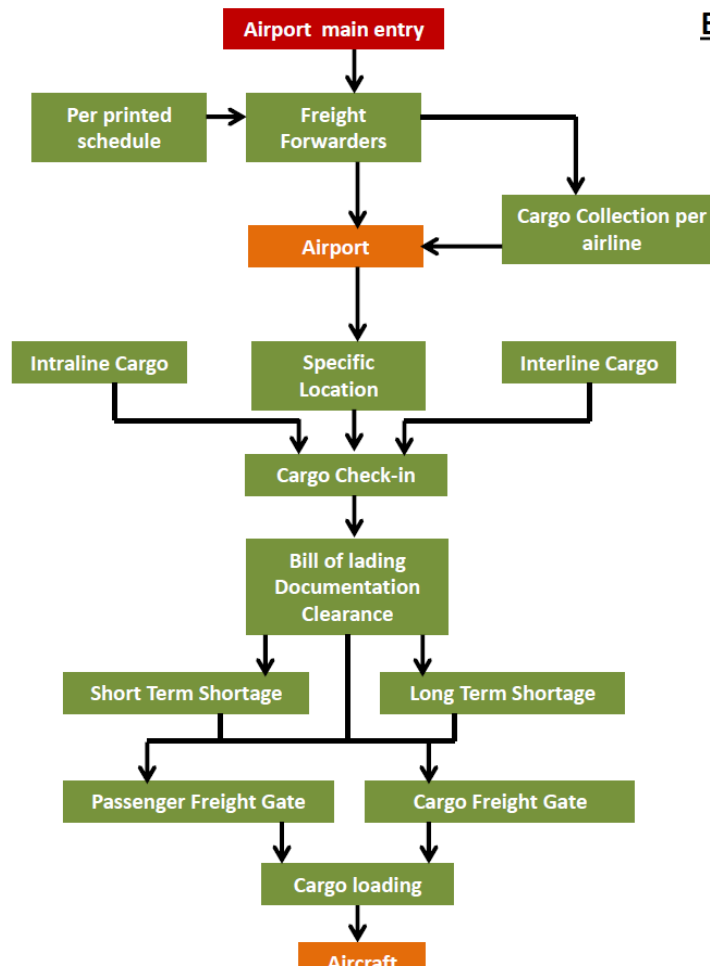 Airport main entry
E
Per printed
schedule
Freight
Forwarders
Cargo Collection per
airline
Airport
Intraline Cargo
Specific
Location
Interline Cargo
Cargo Check-in
Bill of lading
Documentation
Clearance
Short Term Shortage
Long Term Shortage
Passenger Freight Gate
Cargo Freight Gate
Cargo loading
Aircraft